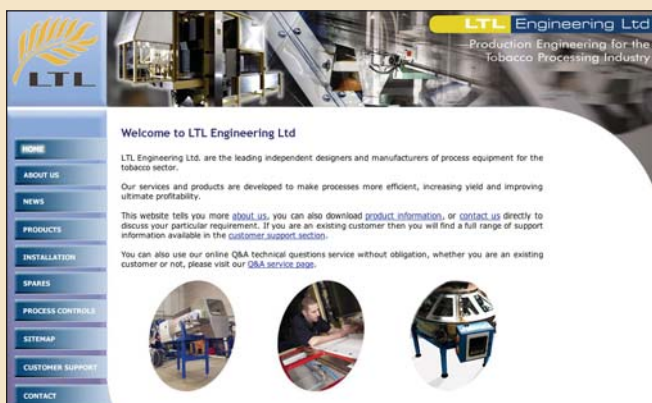 LTL
LTL Engineering Ltd
Production Engineering for the
Tobacco Processing Industry
HOME
ABOUT US
NEWS
PRODUCTS
INSTALLATION
SPARES
PROCESS CONTROLS
SITEMAP
CUSTOMER SUPPORT
CONTACT
Welcome to LTL Engineering Ltd
LTL Engineering Ltd. are the leading independent designers and manufacturers of process equipment for the
tobacco sector.
Our services and products are developed to make processes more efficient, increasing yield and improving
ultimate profitability.
This website tells you more about us, you can also download product information, or contact us directly to
discuss your particular requirement. If you are an existing customer then you will find a full range of support
information available in the customer support section.
You can also use our online Q&A technical questions service without obligation, whether you are an existing
customer or not, please visit our Q&A service page.